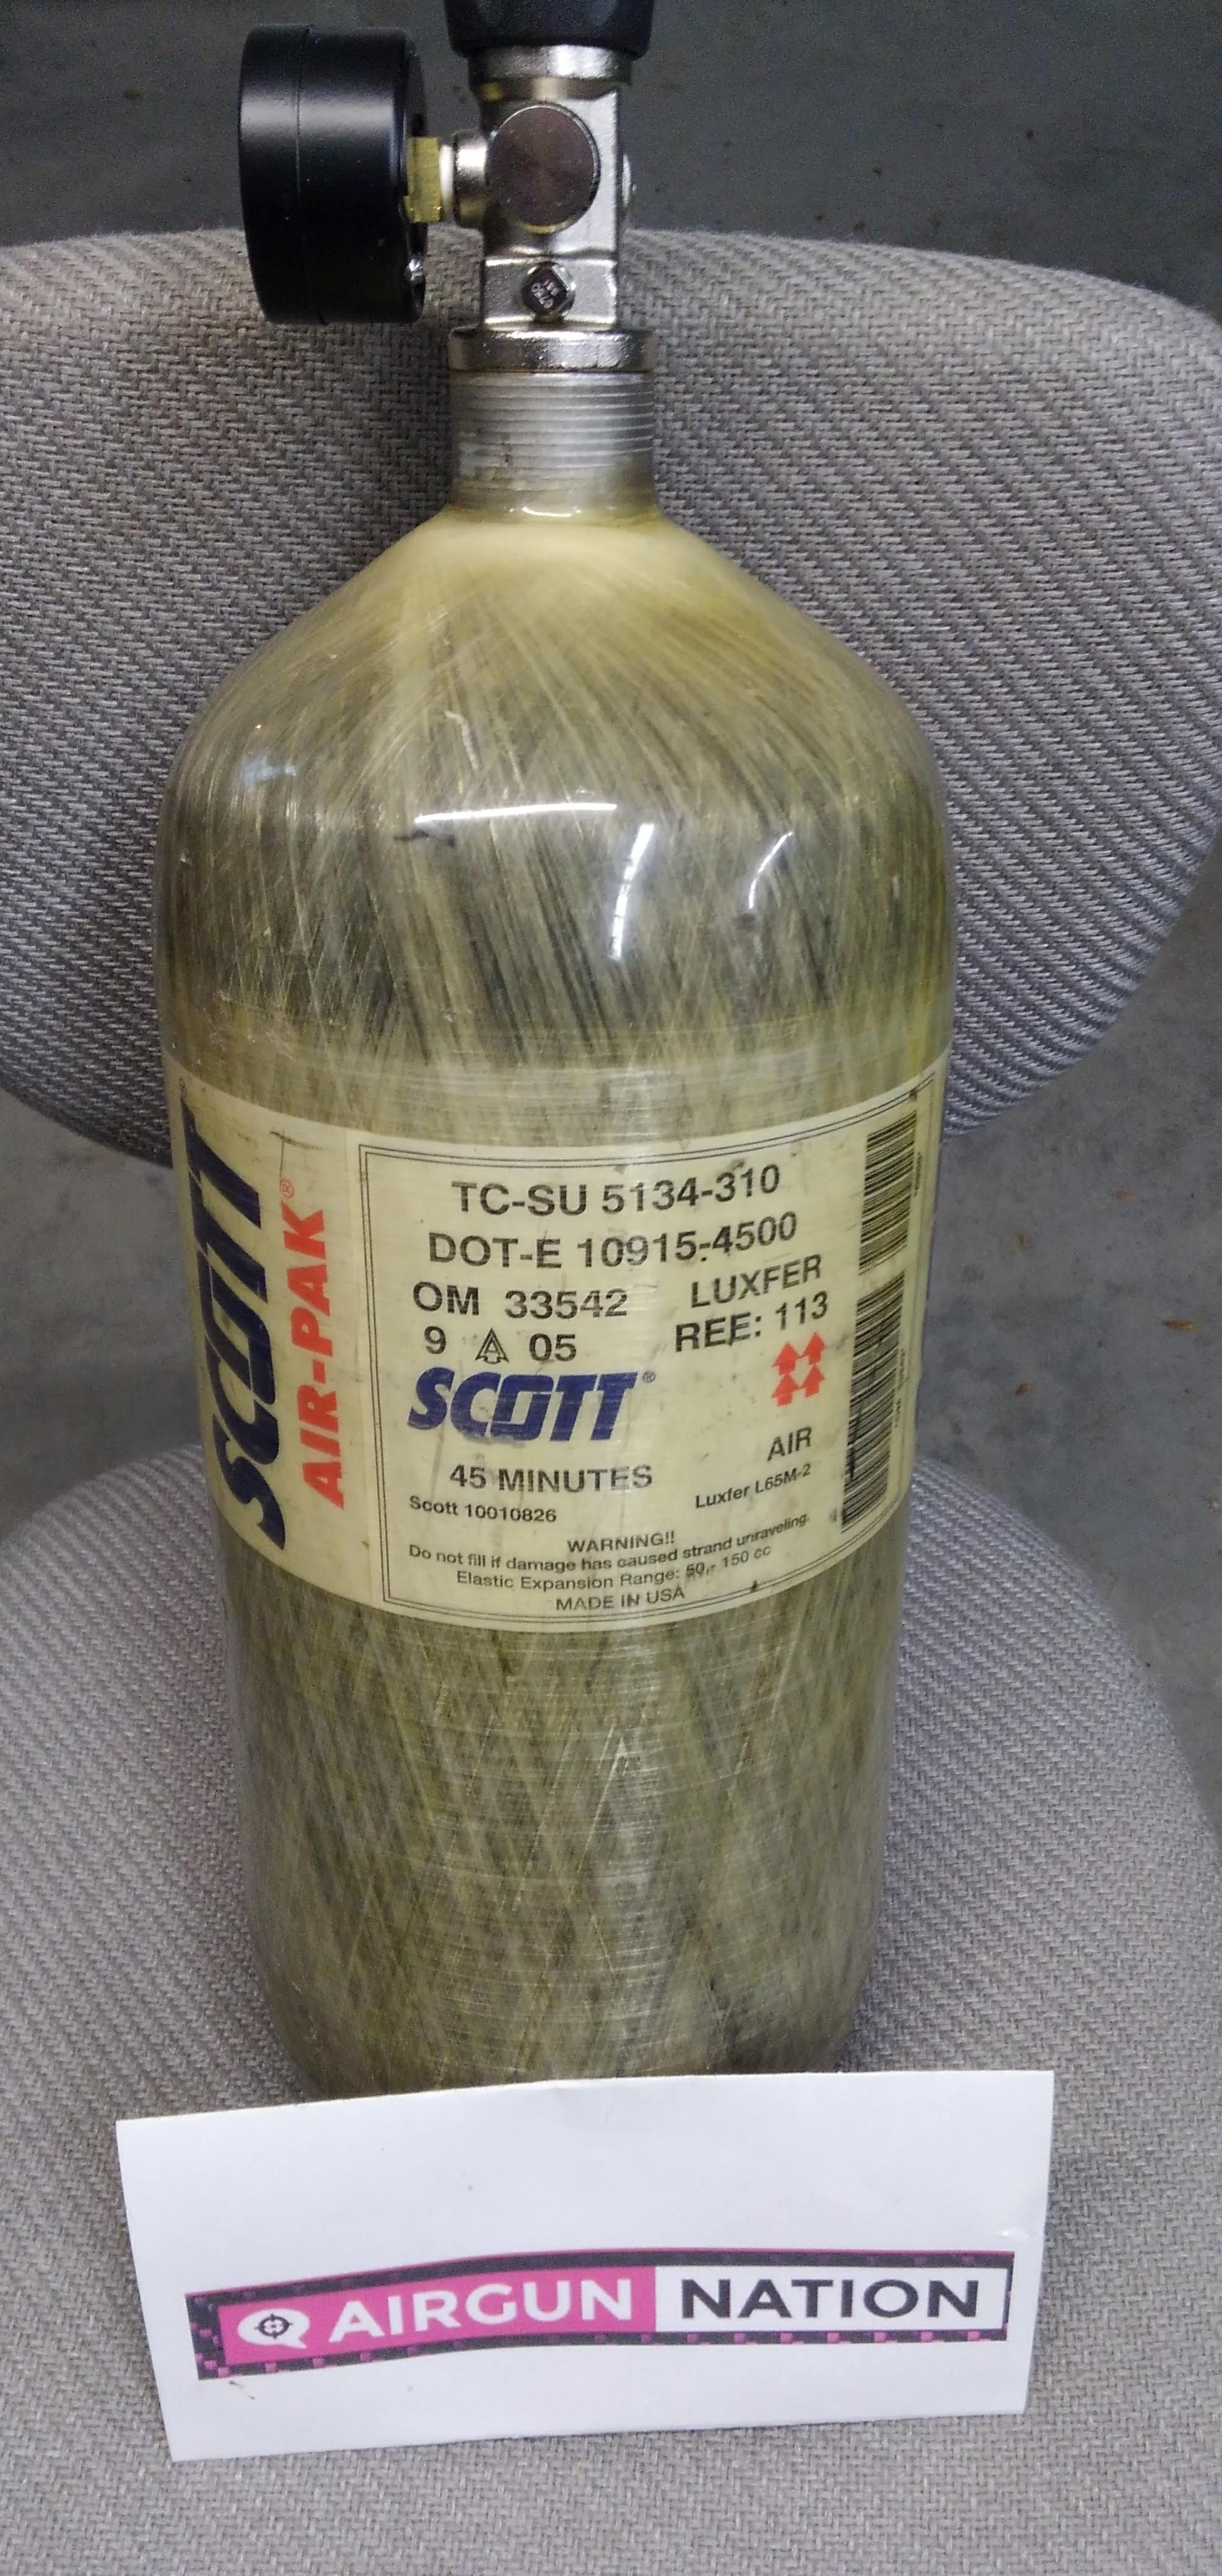 SCOTT
AIR-PAK®
TC-SU 5134-310
DOT-E 10915-4500
OM 33542 LUXFER
9 A 05 REE: 113
SCOTT®
AIR
45 MINUTES
Scott 10010826 Luxfer L65M-2
WARNING!!
Do not fill if damage has caused strand unraveling.
Elastic Expansion Range: 50 - 150 cc
MADE IN USA
AIRGUN NATION